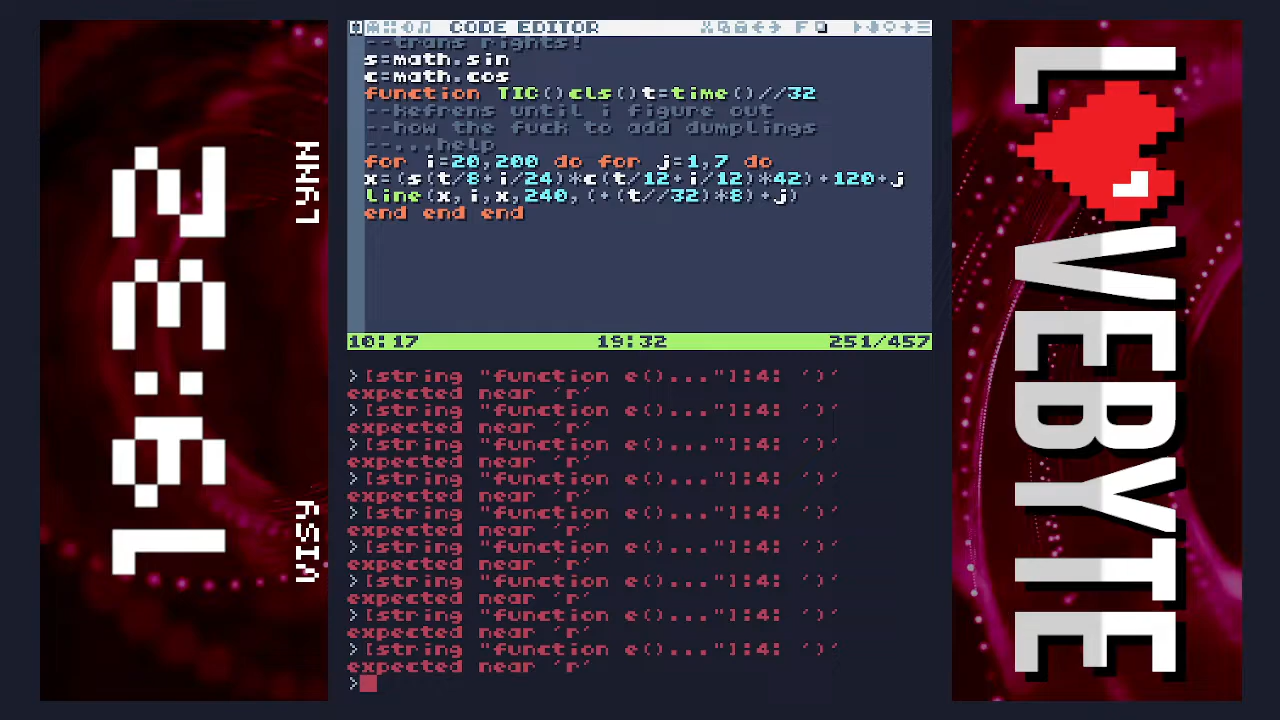 19:32
LYNN
WISY
CODE EDITOR
--trans rights!
s=math.sin
c=math.cos
function TIC()cls()t=time()//32
--kefrens until i figure out
--how the fuck to add dumplings
--...help
for i=20,200 do for j=1,7 do
x=(s(t/8+i/24)*c(t/12+i/12)*42)+120+j
line(x,i,x,240,(+(t//32)*8)+j)
end end end
10:17 19:32 251/457
>[string "function e()..."]:4: ')'
expected near 'r'
>[string "function e()..."]:4: ')'
expected near 'r'
>[string "function e()..."]:4: ')'
expected near 'r'
>[string "function e()..."]:4: ')'
expected near 'r'
>[string "function e()..."]:4: ')'
expected near 'r'
>[string "function e()..."]:4: ')'
expected near 'r'
>[string "function e()..."]:4: ')'
expected near 'r'
>[string "function e()..."]:4: ')'
expected near 'r'
>[string "function e()..."]:4: ')'
expected near 'r'
>
L VEBYTE